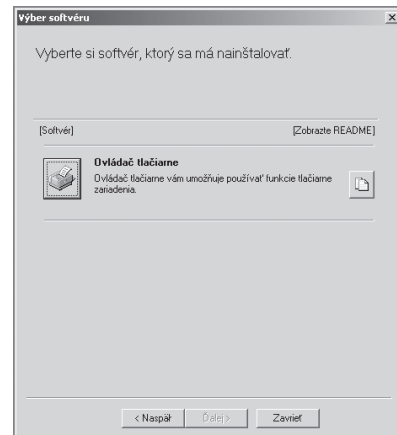 Výber softvéru
Vyberte si softvér, ktorý sa má nainštalovať.
[Softvér] [Zobrazte README]
Ovládač tlačiarne
Ovládač tlačiarne vám umožňuje používať funkcie tlačiarne
zariadenia.
< Naspäť Ďalej > Zavrieť